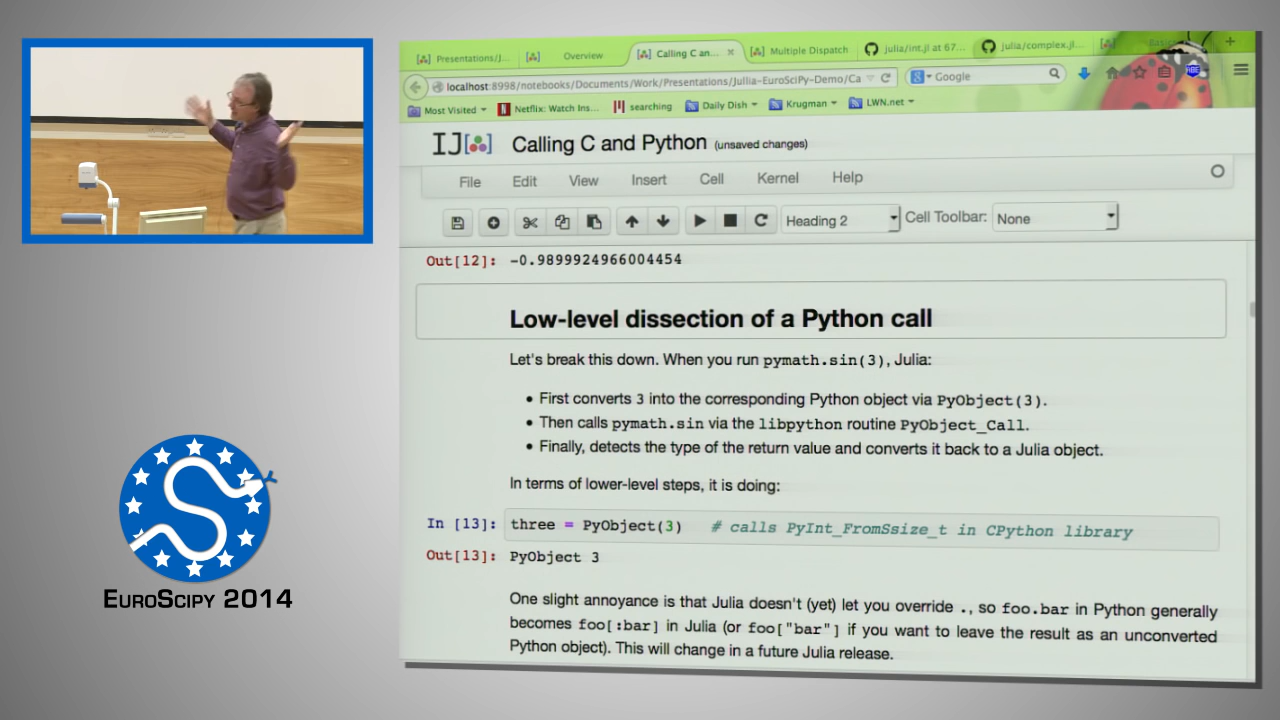 Presentations/J...
Overview
Calling C an...
Multiple Dispatch
julia/int.jl at 67...
julia/complex.jl...
localhost:8998/notebooks/Documents/Work/Presentations/Jullia-EuroSciPy-Demo/Ca
Google
ABE
Most Visited
Netflix: Watch Ins...
searching
Daily Dish
Krugman
LWN.net
IJ Calling C and Python (unsaved changes)
File Edit View Insert Cell Kernel Help
Heading 2 Cell Toolbar: None
Out[12]: -0.9899924966004454
Low-level dissection of a Python call
Let's break this down. When you run pymath.sin(3), Julia:
• First converts 3 into the corresponding Python object via PyObject(3).
• Then calls pymath.sin via the libpython routine PyObject_Call.
• Finally, detects the type of the return value and converts it back to a Julia object.
In terms of lower-level steps, it is doing:
In [13]: three = PyObject(3) # calls PyInt_FromSsize_t in CPython library
Out[13]: PyObject 3
One slight annoyance is that Julia doesn't (yet) let you override ., so foo.bar in Python generally
becomes foo[:bar] in Julia (or foo["bar"] if you want to leave the result as an unconverted
Python object). This will change in a future Julia release.
EuroScipy 2014